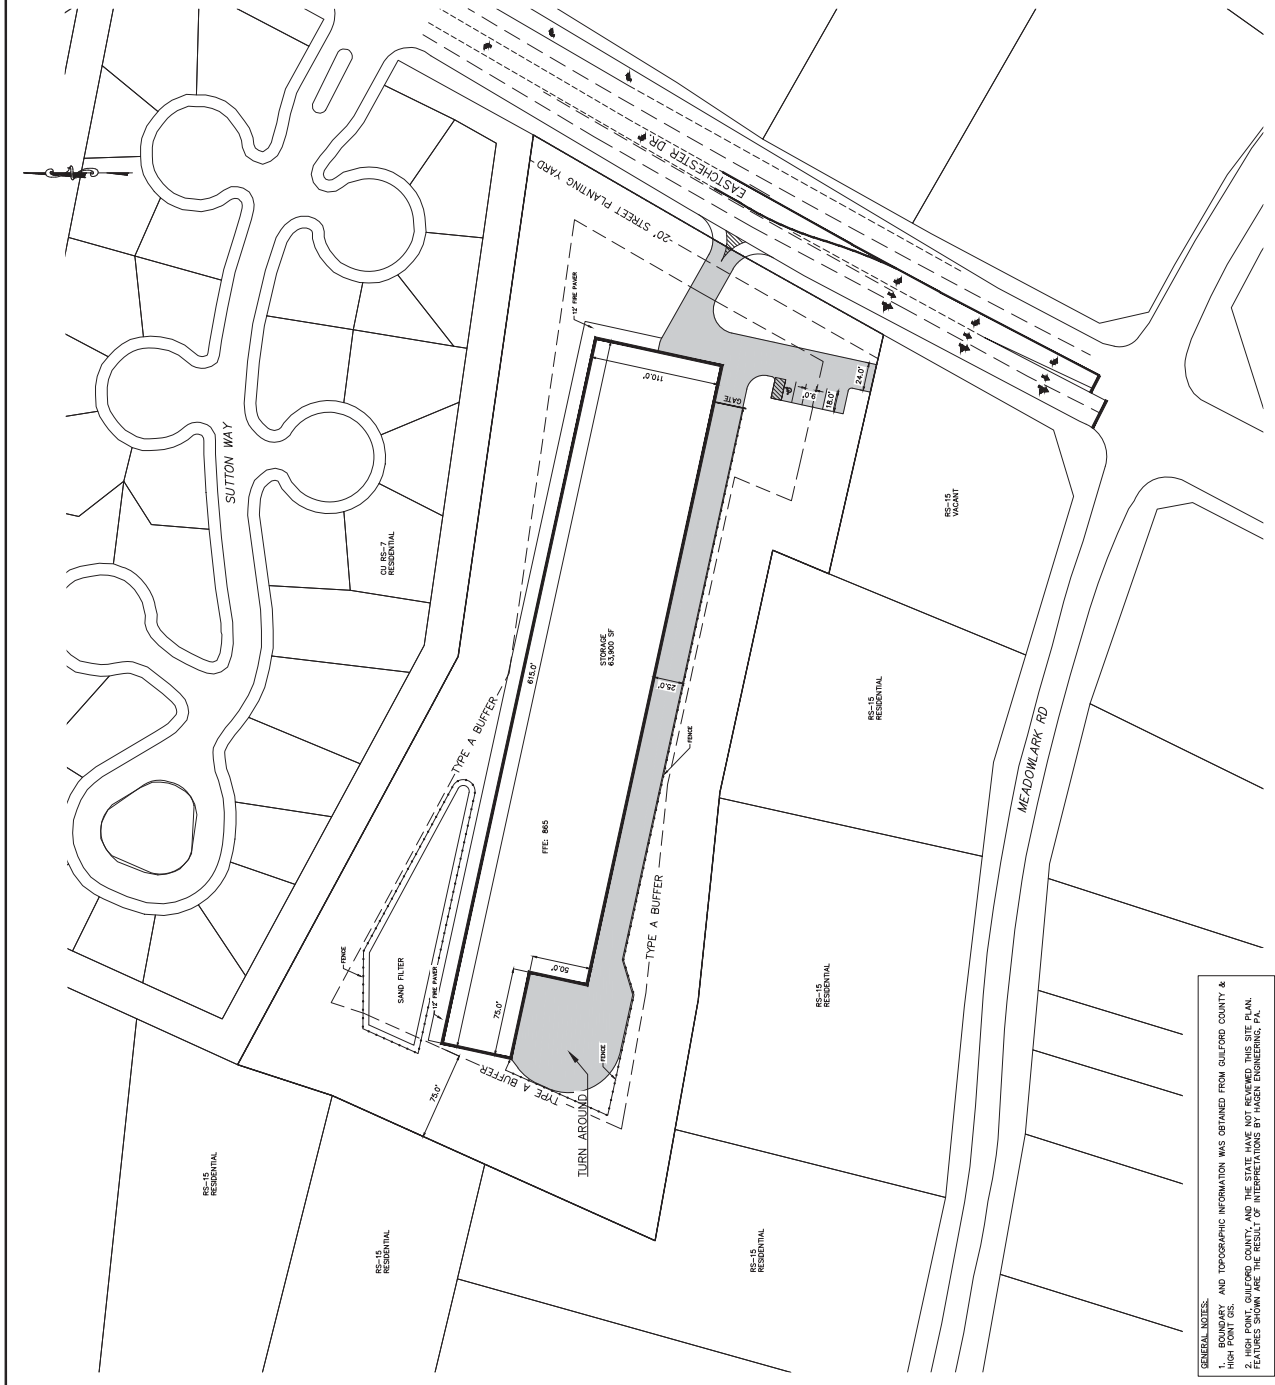 EASTCHESTER DR.
20' STREET PLANTING YARD
12' FIRE PAVER
110.0'
GATE
9.0'
18.0'
24.0'
SUTTON WAY
CU RS-7
RESIDENTIAL
RS-15
VACANT
615.0'
STORAGE
63,900 SF
25.0'
FENCE
RS-15
RESIDENTIAL
TYPE A BUFFER
MEADOWLARK RD
FFE: 865
TYPE A BUFFER
FENCE
SAND FILTER
12' FIRE PAVER
50.0'
75.0'
RS-15
RESIDENTIAL
75.0'
TYPE A BUFFER
FENCE
TURN AROUND
RS-15
RESIDENTIAL
RS-15
RESIDENTIAL
RS-15
RESIDENTIAL
GENERAL NOTES:
1. BOUNDARY AND TOPOGRAPHIC INFORMATION WAS OBTAINED FROM GUILFORD COUNTY &
HIGH POINT GIS.
2. HIGH POINT, GUILFORD COUNTY, AND THE STATE HAVE NOT REVIEWED THIS SITE PLAN.
FEATURES SHOWN ARE THE RESULT OF INTERPRETATIONS BY HAGEN ENGINEERING, PA.